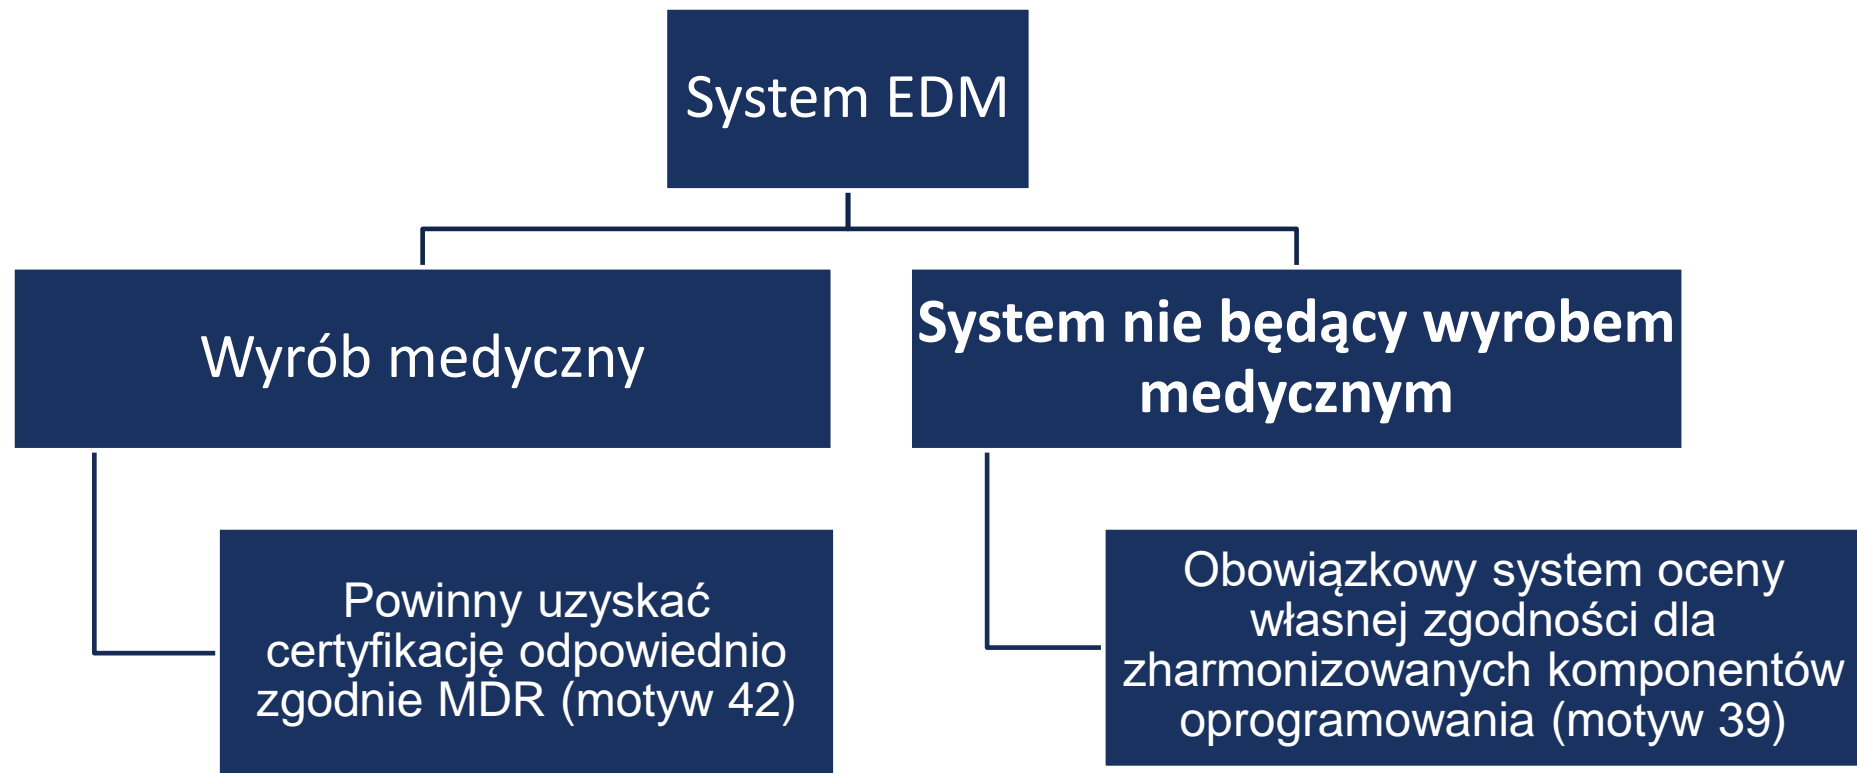 System EDM
Wyrób medyczny
System nie będący wyrobem
medycznym
Powinny uzyskać
certyfikację odpowiednio
zgodnie MDR (motyw 42)
Obowiązkowy system oceny
własnej zgodności dla
zharmonizowanych komponentów
oprogramowania (motyw 39)